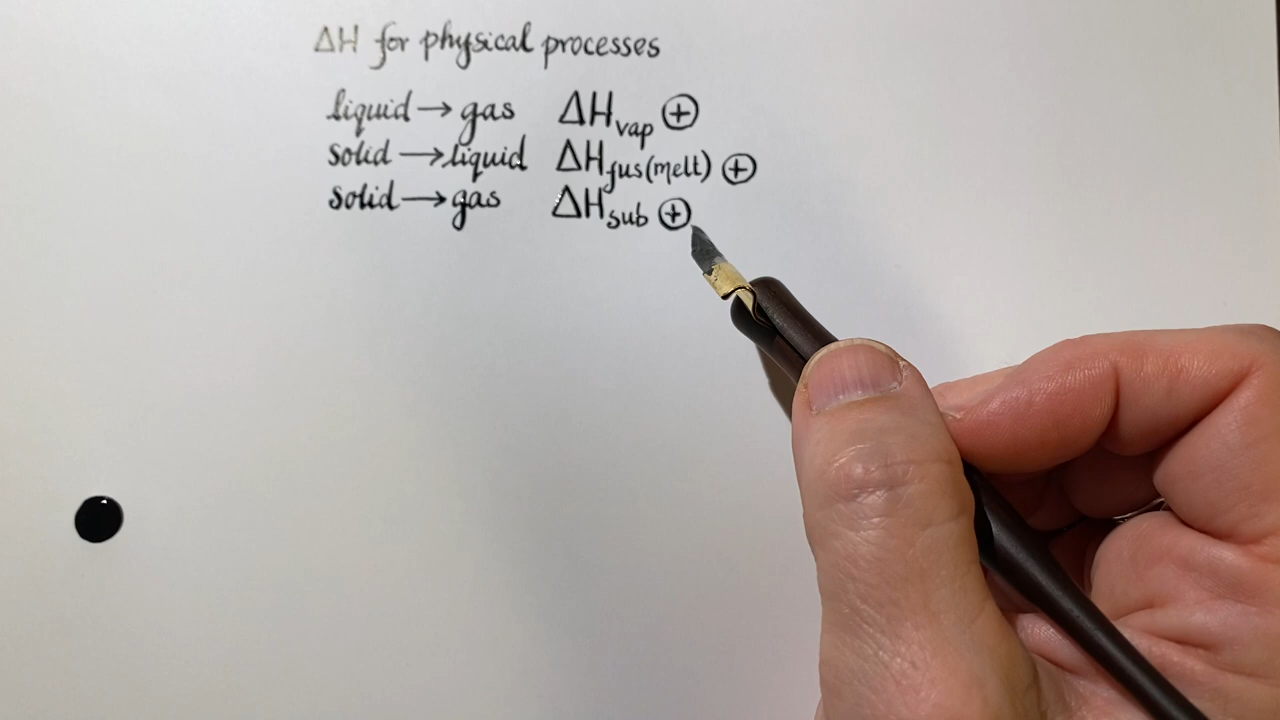 ΔH for physical processes
liquid → gas ΔHvap ⊕
solid → liquid ΔHfus(melt) ⊕
solid → gas ΔHsub ⊕